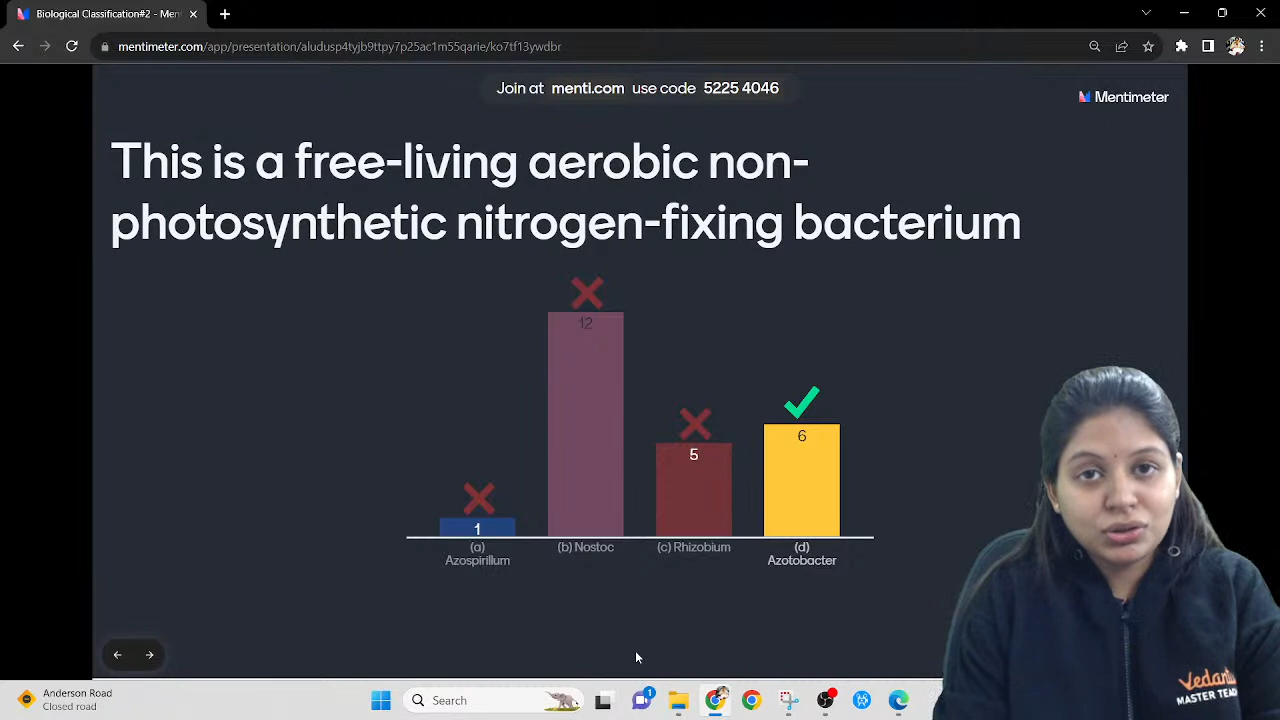 Biological Classification#2 - Men
mentimeter.com/app/presentation/aludusp4tyjb9ttpy7p25ac1m55qarie/ko7tf13ywdbr
Join at menti.com use code 5225 4046
Mentimeter
This is a free-living aerobic non-
photosynthetic nitrogen-fixing bacterium
12
6
5
1
(a)
Azospirillum
(b) Nostoc
(c) Rhizobium
(d)
Azotobacter
MASTER
Anderson Road
Closed road
Search
1